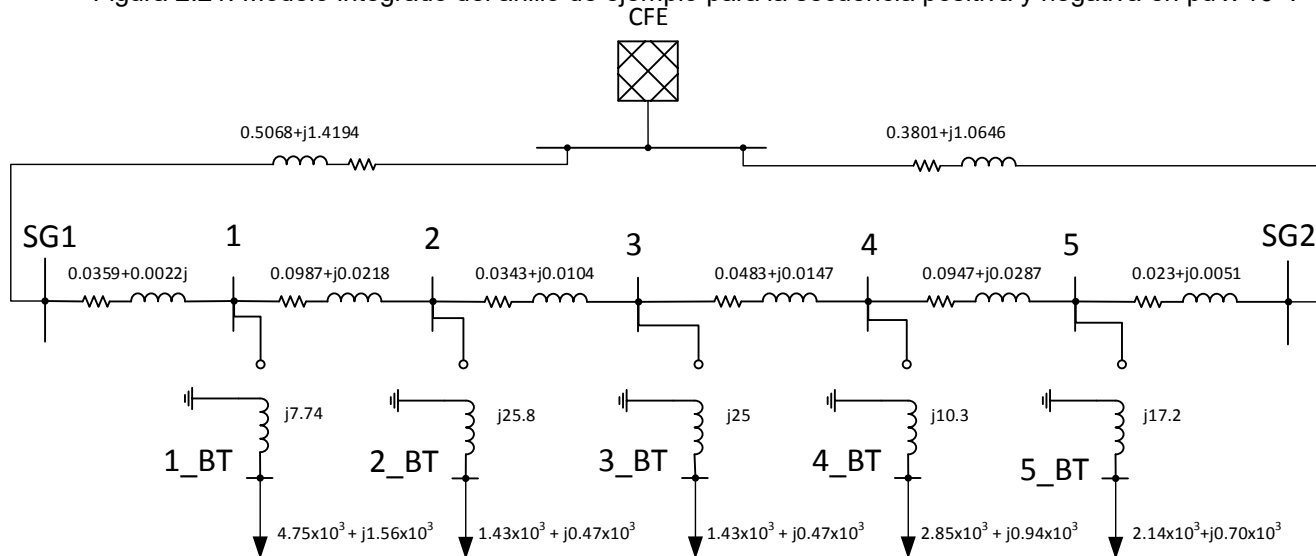 CFE
0.5068+j1.4194
0.3801+j1.0646
SG1
1
2
3
4
5
SG2
0.0359+0.0022j
0.0987+j0.0218
0.0343+j0.0104
0.0483+j0.0147
0.0947+j0.0287
0.023+j0.0051
j7.74
j25.8
j25
j10.3
j17.2
1_BT
2_BT
3_BT
4_BT
5_BT
4.75x10³ + j1.56x10³
1.43x10³ + j0.47x10³
1.43x10³ + j0.47x10³
2.85x10³ + j0.94x10³
2.14x10³+j0.70x10³